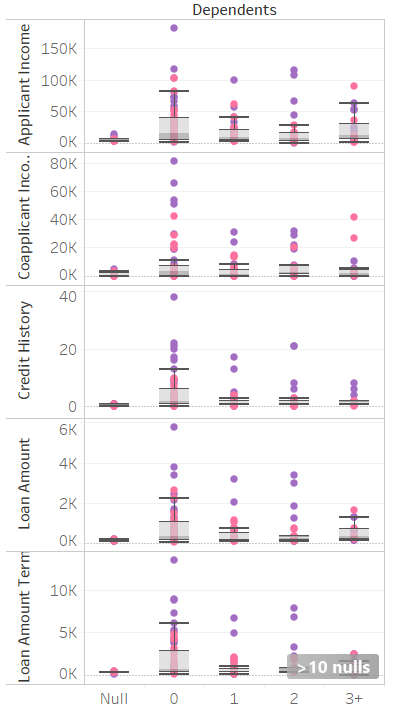 Dependents
Applicant Income
150K
100K
50K
0K
Coapplicant Inco..
80K
60K
40K
20K
0K
Credit History
40
20
0
Loan Amount
6K
4K
2K
0K
Loan Amount Term
10K
5K
0K
>10 nulls
Null 0 1 2 3+